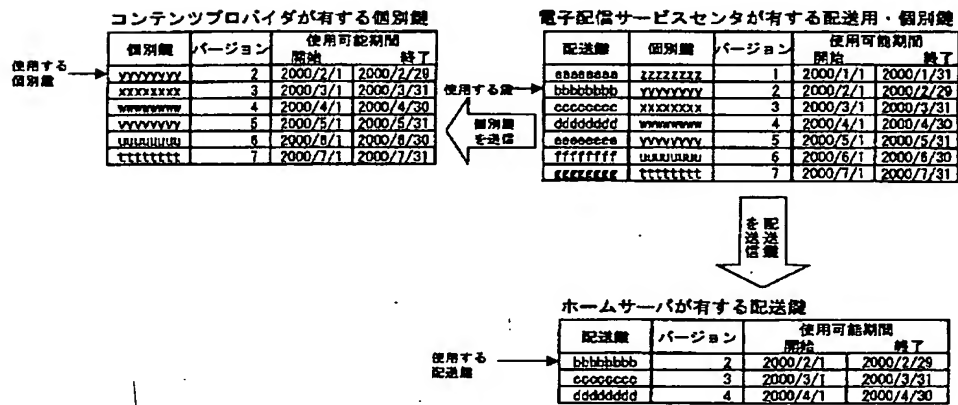 コンテンツプロバイダが有する個別鍵
個別鍵 バージョン 使用可能期間
開始 終了
使用する
個別鍵
yyyyyyyy 2 2000/2/1 2000/2/29
xxxxxxxx 3 2000/3/1 2000/3/31
wwwwwwww 4 2000/4/1 2000/4/30
vvvvvvvv 5 2000/5/1 2000/5/31
uuuuuuuu 6 2000/6/1 2000/6/30
tttttttt 7 2000/7/1 2000/7/31
電子配信サービスセンタが有する配送用・個別鍵
配送鍵 個別鍵 バージョン 使用可能期間
開始 終了
aaaaaaaa zzzzzzzz 1 2000/1/1 2000/1/31
使用する鍵
bbbbbbbb yyyyyyyy 2 2000/2/1 2000/2/29
cccccccc xxxxxxxx 3 2000/3/1 2000/3/31
dddddddd wwwwwwww 4 2000/4/1 2000/4/30
eeeeeeee vvvvvvvv 5 2000/5/1 2000/5/31
ffffffff uuuuuuuu 6 2000/6/1 2000/6/30
gggggggg tttttttt 7 2000/7/1 2000/7/31
個別鍵
を送信
配送鍵
を送信
ホームサーバが有する配送鍵
配送鍵 バージョン 使用可能期間
開始 終了
使用する
配送鍵
bbbbbbbb 2 2000/2/1 2000/2/29
cccccccc 3 2000/3/1 2000/3/31
dddddddd 4 2000/4/1 2000/4/30